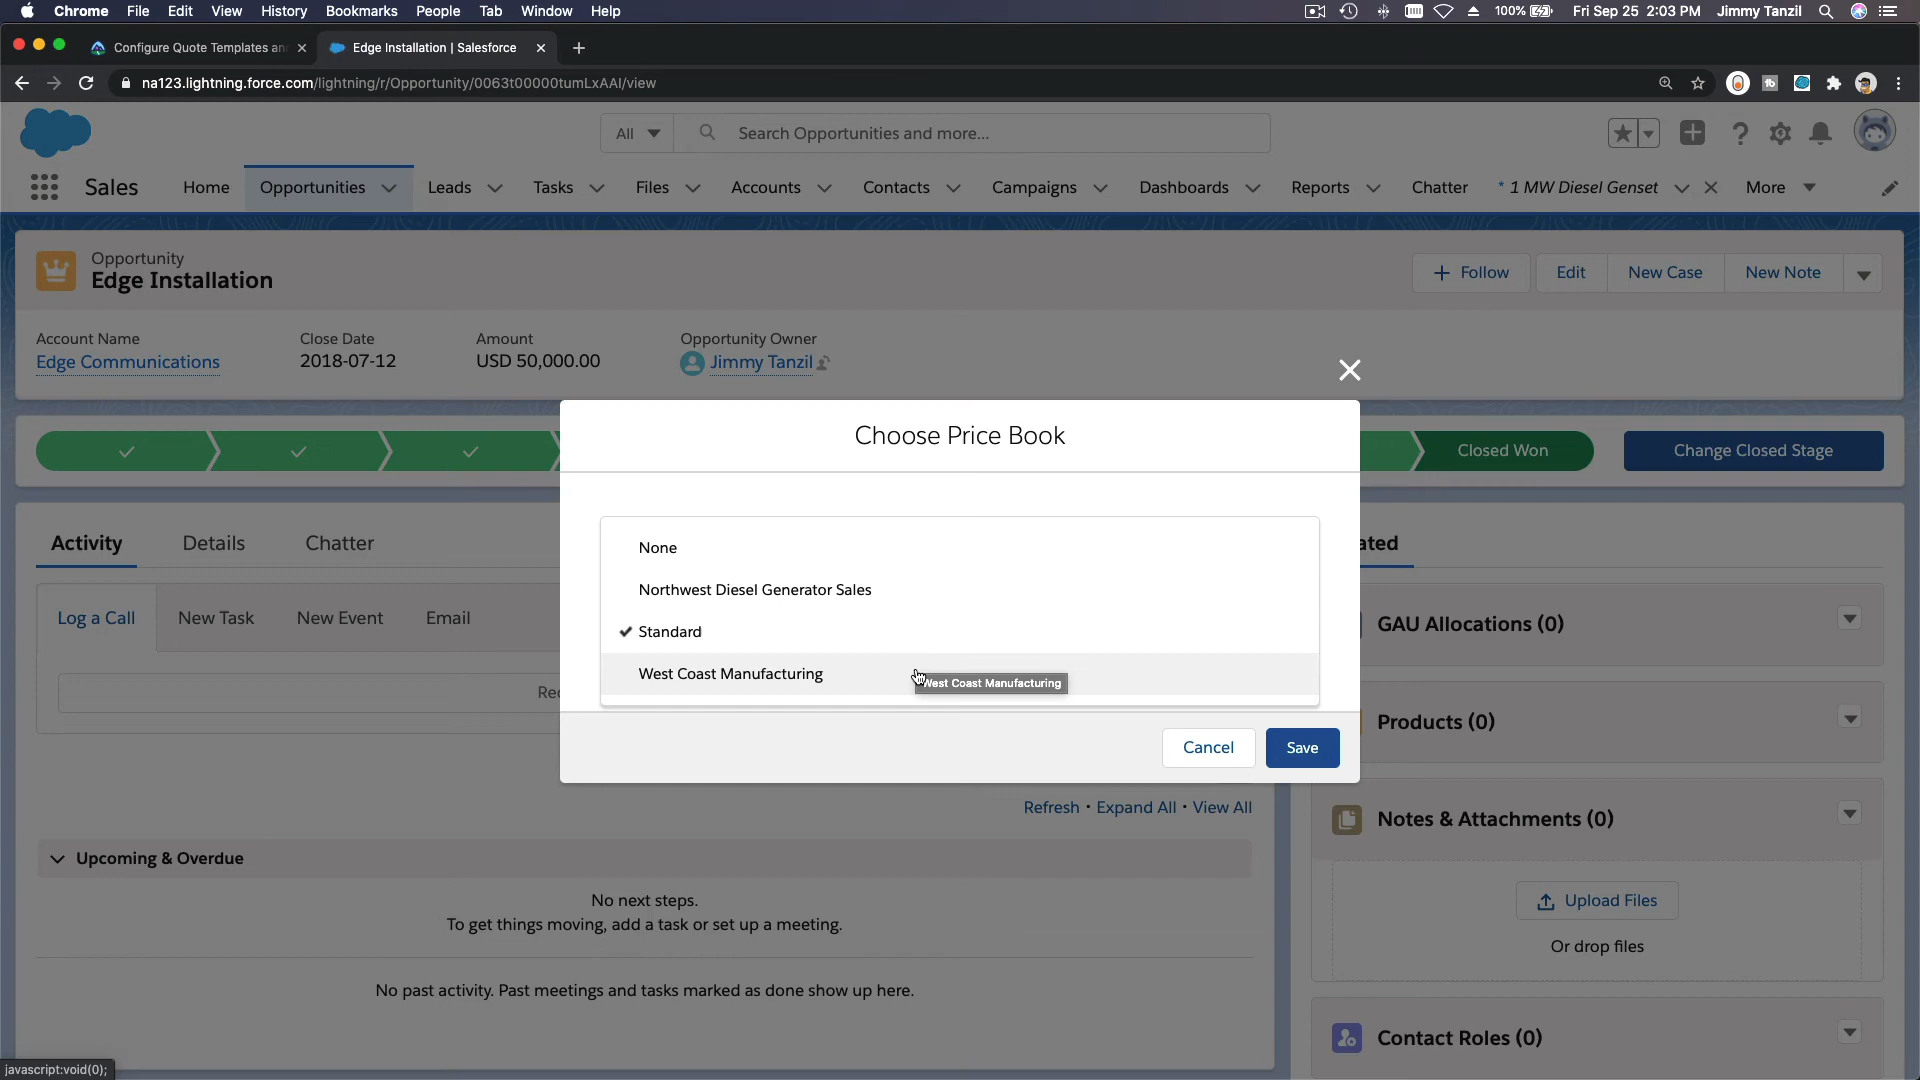 Chrome File Edit View History Bookmarks People Tab Window Help 100% Fri Sep 25 2:03 PM Jimmy Tanzil
Configure Quote Templates an
Edge Installation | Salesforce
na123.lightning.force.com/lightning/r/Opportunity/0063t00000tumLxAAI/view
All Search Opportunities and more...
Sales Home Opportunities Leads Tasks Files Accounts Contacts Campaigns Dashboards Reports Chatter * 1 MW Diesel Genset More
Opportunity
Edge Installation
+ Follow Edit New Case New Note
Account Name Close Date Amount Opportunity Owner
Edge Communications 2018-07-12 USD 50,000.00 Jimmy Tanzil
Choose Price Book
Closed Won Change Closed Stage
None
Northwest Diesel Generator Sales
Standard
West Coast Manufacturing
West Coast Manufacturing
Cancel Save
Activity Details Chatter
Log a Call New Task New Event Email
Rec
Refresh • Expand All • View All
Upcoming & Overdue
No next steps.
To get things moving, add a task or set up a meeting.
No past activity. Past meetings and tasks marked as done show up here.
ated
GAU Allocations (0)
Products (0)
Notes & Attachments (0)
Upload Files
Or drop files
Contact Roles (0)
javascript:void(0);